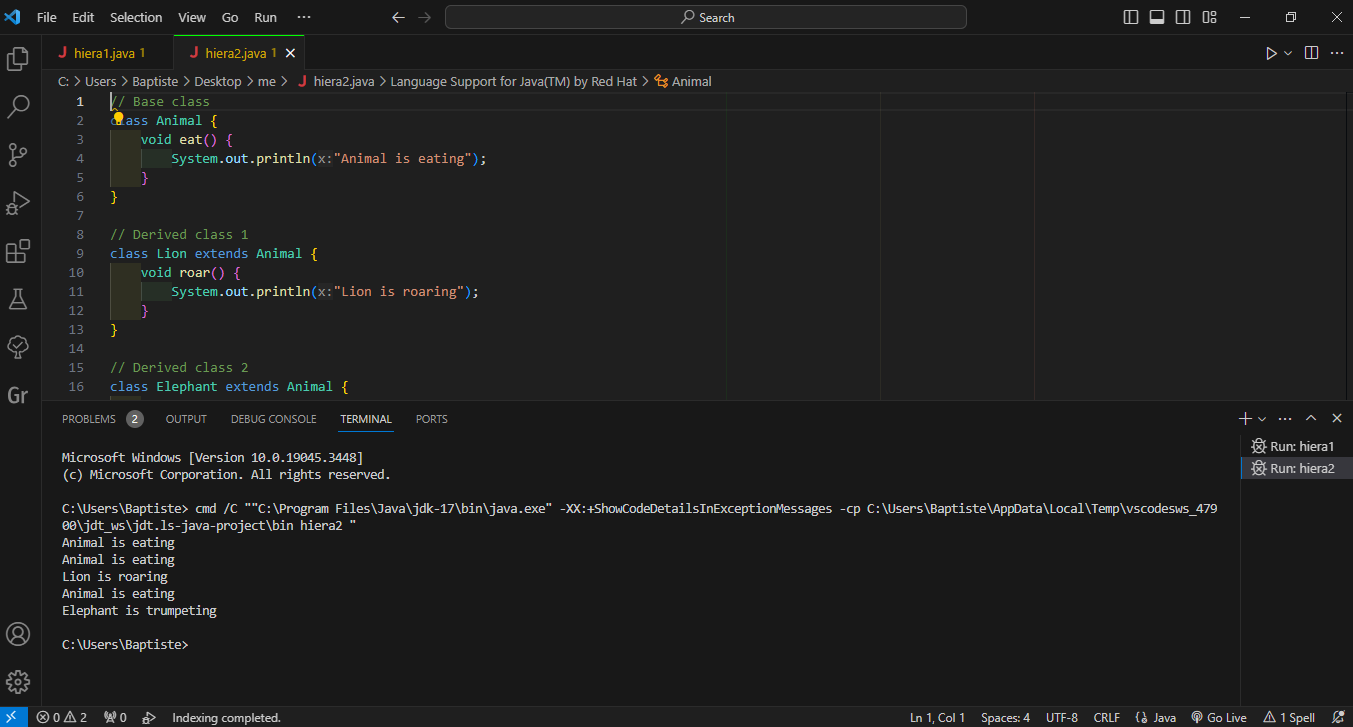 File Edit Selection View Go Run ··· Search
hiera1.java 1 hiera2.java 1
C: > Users > Baptiste > Desktop > me > hiera2.java > Language Support for Java(TM) by Red Hat > Animal
1 // Base class
2 class Animal {
3 void eat() {
4 System.out.println(x:"Animal is eating");
5 }
6 }
7
8 // Derived class 1
9 class Lion extends Animal {
10 void roar() {
11 System.out.println(x:"Lion is roaring");
12 }
13 }
14
15 // Derived class 2
16 class Elephant extends Animal {
Gr
PROBLEMS 2 OUTPUT DEBUG CONSOLE TERMINAL PORTS
Run: hiera1
Run: hiera2
Microsoft Windows [Version 10.0.19045.3448]
(c) Microsoft Corporation. All rights reserved.
C:\Users\Baptiste> cmd /C ""C:\Program Files\Java\jdk-17\bin\java.exe" -XX:+ShowCodeDetailsInExceptionMessages -cp C:\Users\Baptiste\AppData\Local\Temp\vscodesws_479
00\jdt_ws\jdt.ls-java-project\bin hiera2 "
Animal is eating
Animal is eating
Lion is roaring
Animal is eating
Elephant is trumpeting
C:\Users\Baptiste>
0 2 0 Indexing completed. Ln 1, Col 1 Spaces: 4 UTF-8 CRLF {} Java Go Live 1 Spell